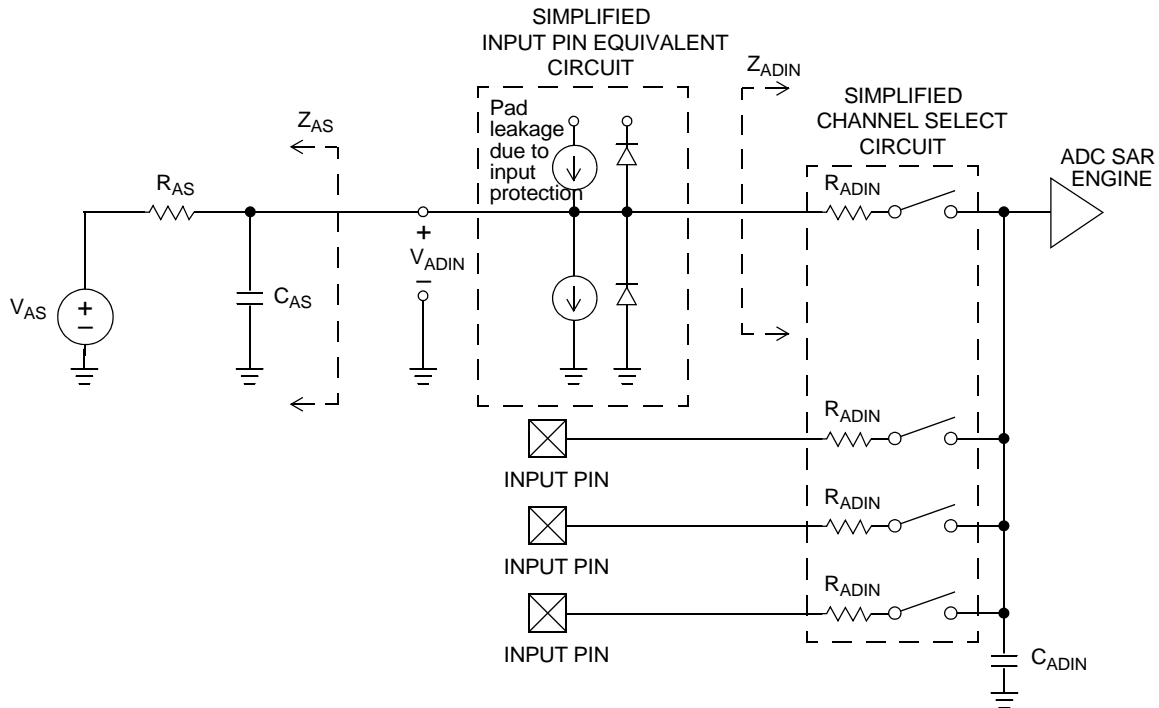 SIMPLIFIED
INPUT PIN EQUIVALENT
CIRCUIT
Z_ADIN
SIMPLIFIED
CHANNEL SELECT
CIRCUIT
ADC SAR
ENGINE
Pad
leakage
due to
input
protection
Z_AS
R_AS
R_ADIN
+
V_ADIN
–
V_AS
+
–
C_AS
R_ADIN
INPUT PIN
R_ADIN
INPUT PIN
R_ADIN
INPUT PIN
C_ADIN